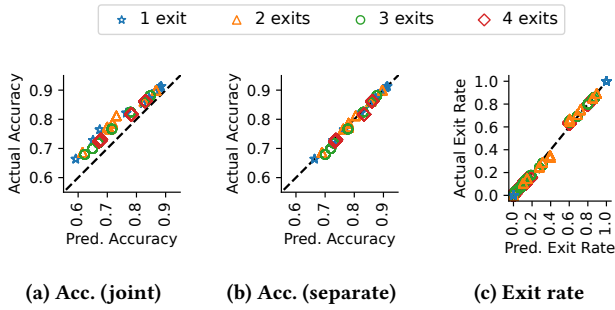 1 exit 2 exits 3 exits 4 exits
Actual Accuracy
0.9
0.8
0.7
0.6
0.6 0.7 0.8 0.9
Pred. Accuracy
(a) Acc. (joint)
Actual Accuracy
0.9
0.8
0.7
0.6
0.6 0.7 0.8 0.9
Pred. Accuracy
(b) Acc. (separate)
Actual Exit Rate
1.0
0.8
0.6
0.4
0.2
0.0
0.0 0.2 0.4 0.6 0.8 1.0
Pred. Exit Rate
(c) Exit rate